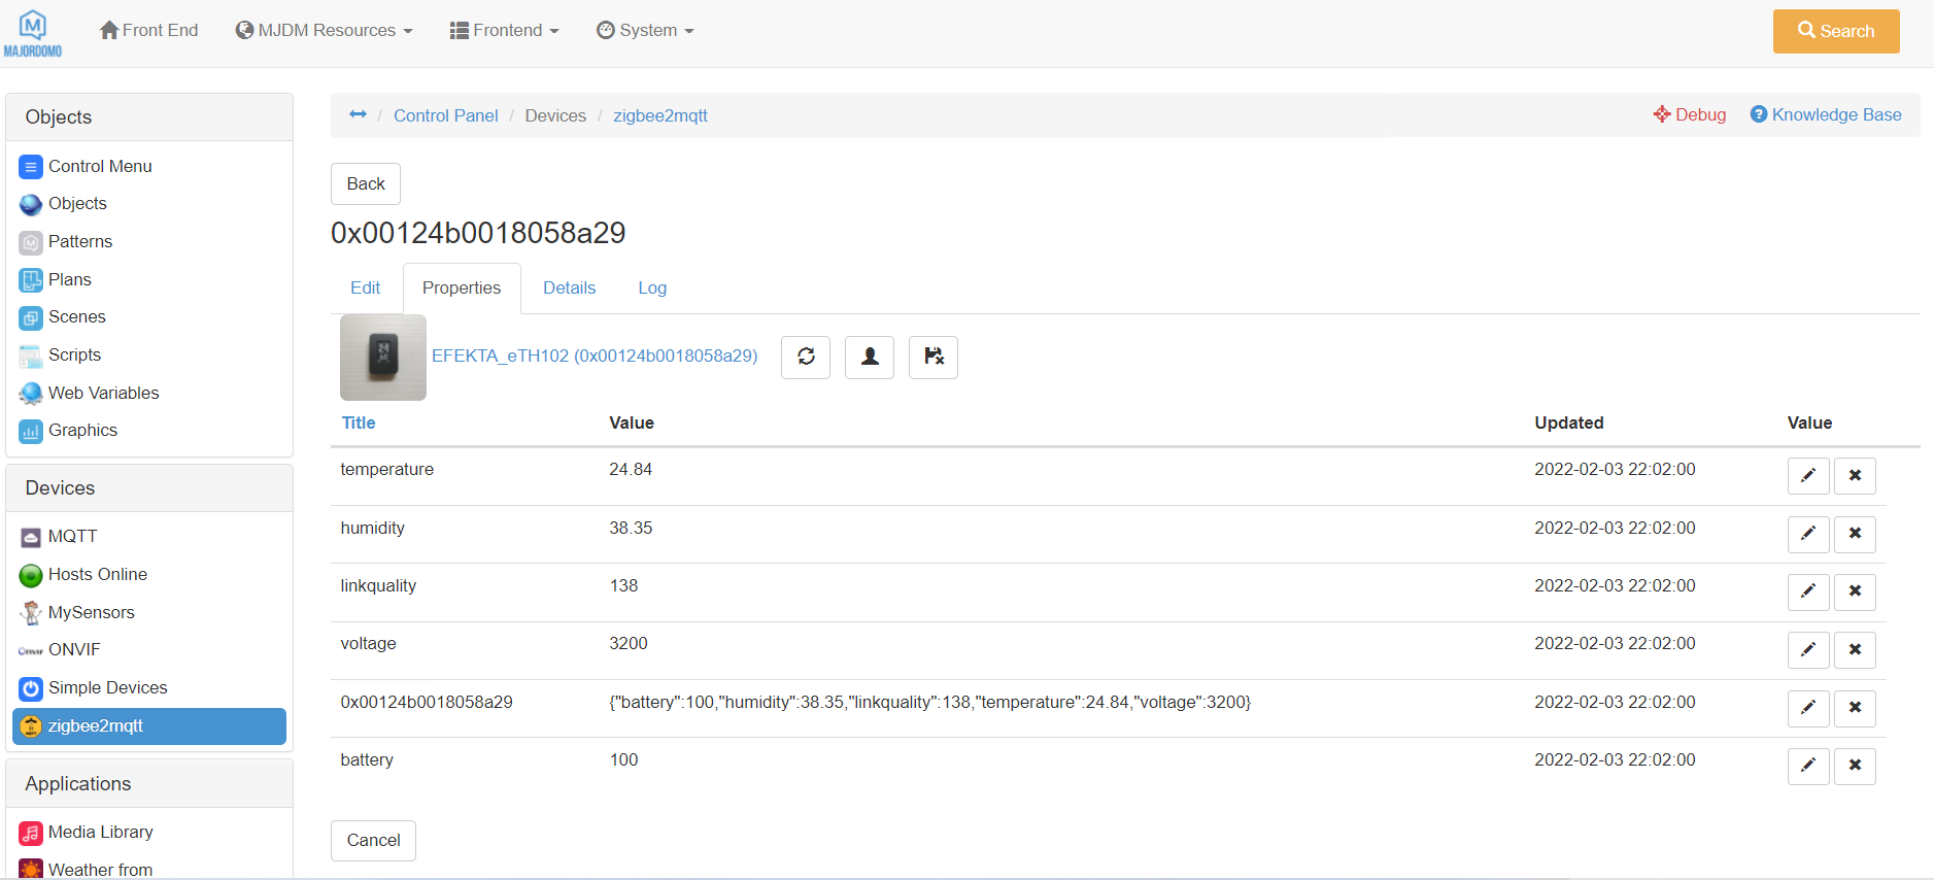 MAJORDOMO
Front End
MJDM Resources
Frontend
System
Search
Objects
Control Menu
Objects
Patterns
Plans
Scenes
Scripts
Web Variables
Graphics
Devices
MQTT
Hosts Online
MySensors
ONVIF
Simple Devices
zigbee2mqtt
Applications
Media Library
Weather from
/ Control Panel / Devices / zigbee2mqtt
Debug
Knowledge Base
Back
0x00124b0018058a29
Edit Properties Details Log
EFEKTA_eTH102 (0x00124b0018058a29)
Title Value Updated Value
temperature 24.84 2022-02-03 22:02:00
humidity 38.35 2022-02-03 22:02:00
linkquality 138 2022-02-03 22:02:00
voltage 3200 2022-02-03 22:02:00
0x00124b0018058a29 {"battery":100,"humidity":38.35,"linkquality":138,"temperature":24.84,"voltage":3200} 2022-02-03 22:02:00
battery 100 2022-02-03 22:02:00
Cancel